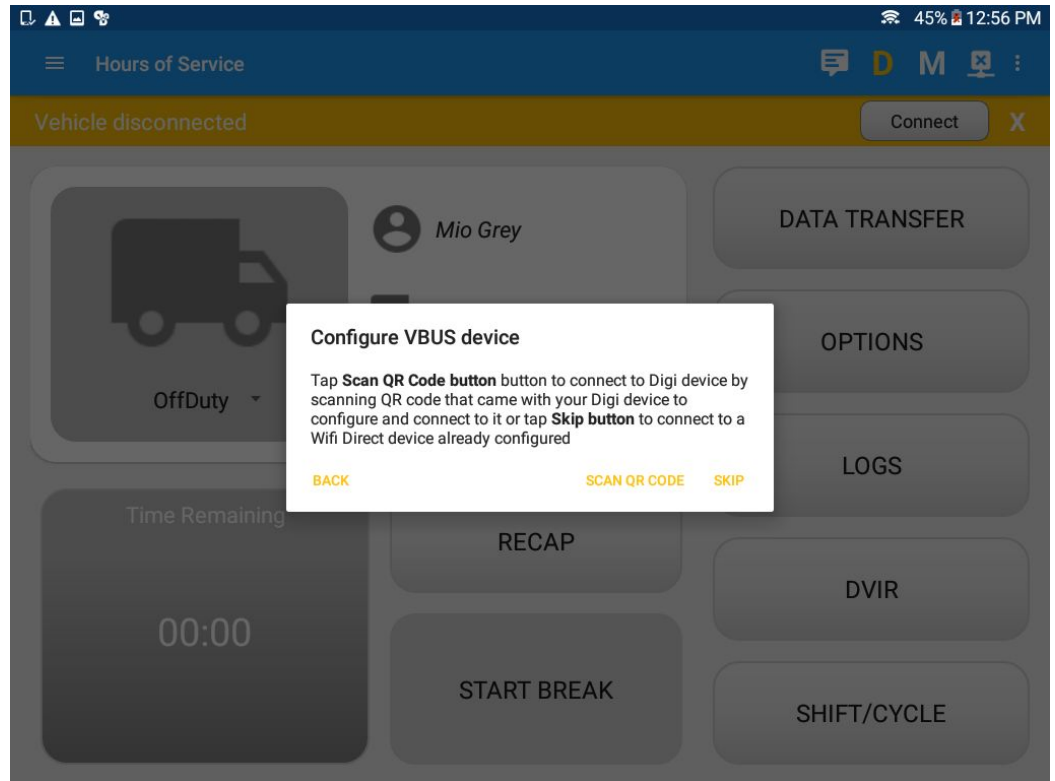 45% 12:56 PM
Hours of Service
D M
Vehicle disconnected
Connect X
Mio Grey
OffDuty
DATA TRANSFER
OPTIONS
LOGS
DVIR
SHIFT/CYCLE
Configure VBUS device
Tap Scan QR Code button button to connect to Digi device by
scanning QR code that came with your Digi device to
configure and connect to it or tap Skip button to connect to a
Wifi Direct device already configured
BACK SCAN QR CODE SKIP
Time Remaining
00:00
RECAP
START BREAK